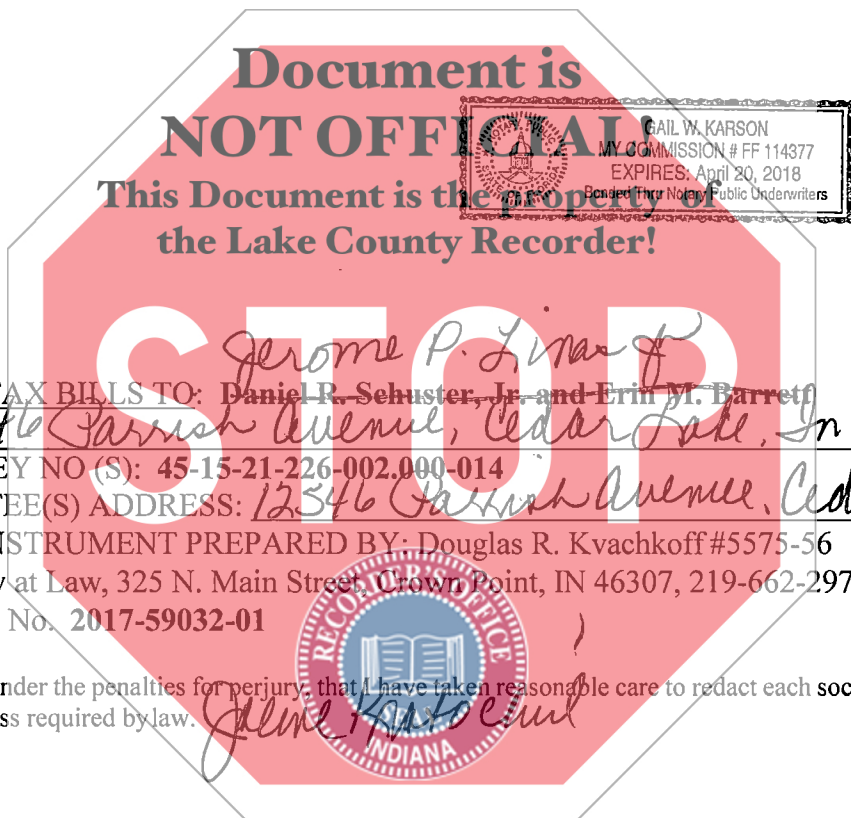 Document is
NOT OFFICIAL!
This Document is the property of
the Lake County Recorder!
GAIL W. KARSON
MY COMMISSION # FF 114377
EXPIRES: April 20, 2018
Bonded Thru Notary Public Underwriters
STOP
Jerome P. Jr
AX BILLS TO: Daniel R. Schuster, Jr. and Erin M. Barrett
46 Parrish Avenue, Cedar Lake, In
EY NO (S): 45-15-21-226-002.000-014
TEE(S) ADDRESS: 12546 Parrish Avenue, Ced
NSTRUMENT PREPARED BY: Douglas R. Kvachkoff #5575-56
y at Law, 325 N. Main Street, Crown Point, IN 46307, 219-662-297
No. 2017-59032-01
nder the penalties for perjury, that I have taken reasonable care to redact each soc
ss required by law.
RECORDER'S OFFICE
SEAL
INDIANA